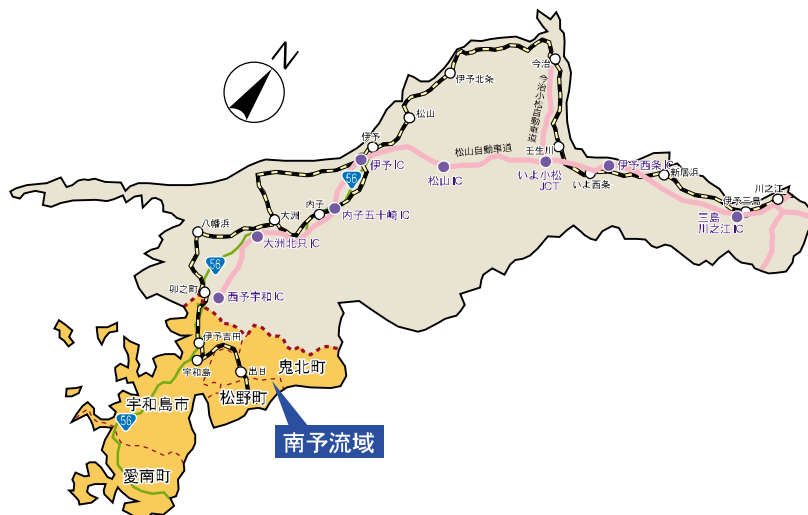 N
今治
伊予北条
今治小松自動車道
松山
伊予
松山自動車道
壬生川
伊予IC
松山IC
いよ小松
JCT
伊予西条IC
いよ西条
新居浜
川之江
伊予三島
三島
川之江IC
56
内子
内子五十崎IC
大洲
八幡浜
大洲北只IC
56
卯之町
西予宇和IC
伊予吉田
宇和島
出目
鬼北町
松野町
宇和島市
56
南予流域
愛南町